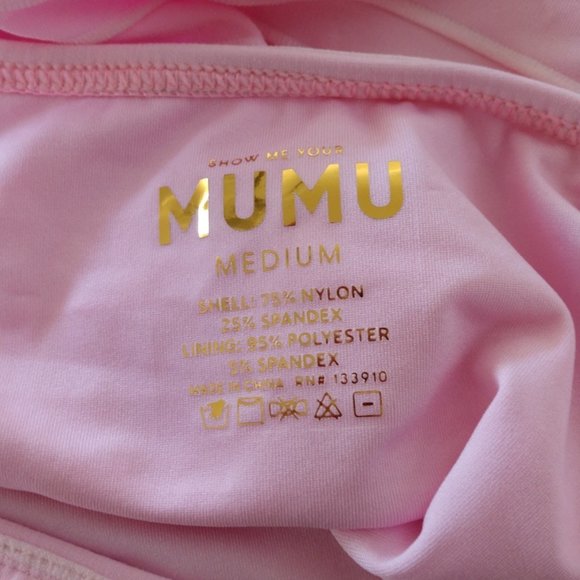 SHOW ME YOUR
MUMU
MEDIUM
SHELL: 75% NYLON
25% SPANDEX
LINING: 95% POLYESTER
5% SPANDEX
MADE IN CHINA RN# 133910